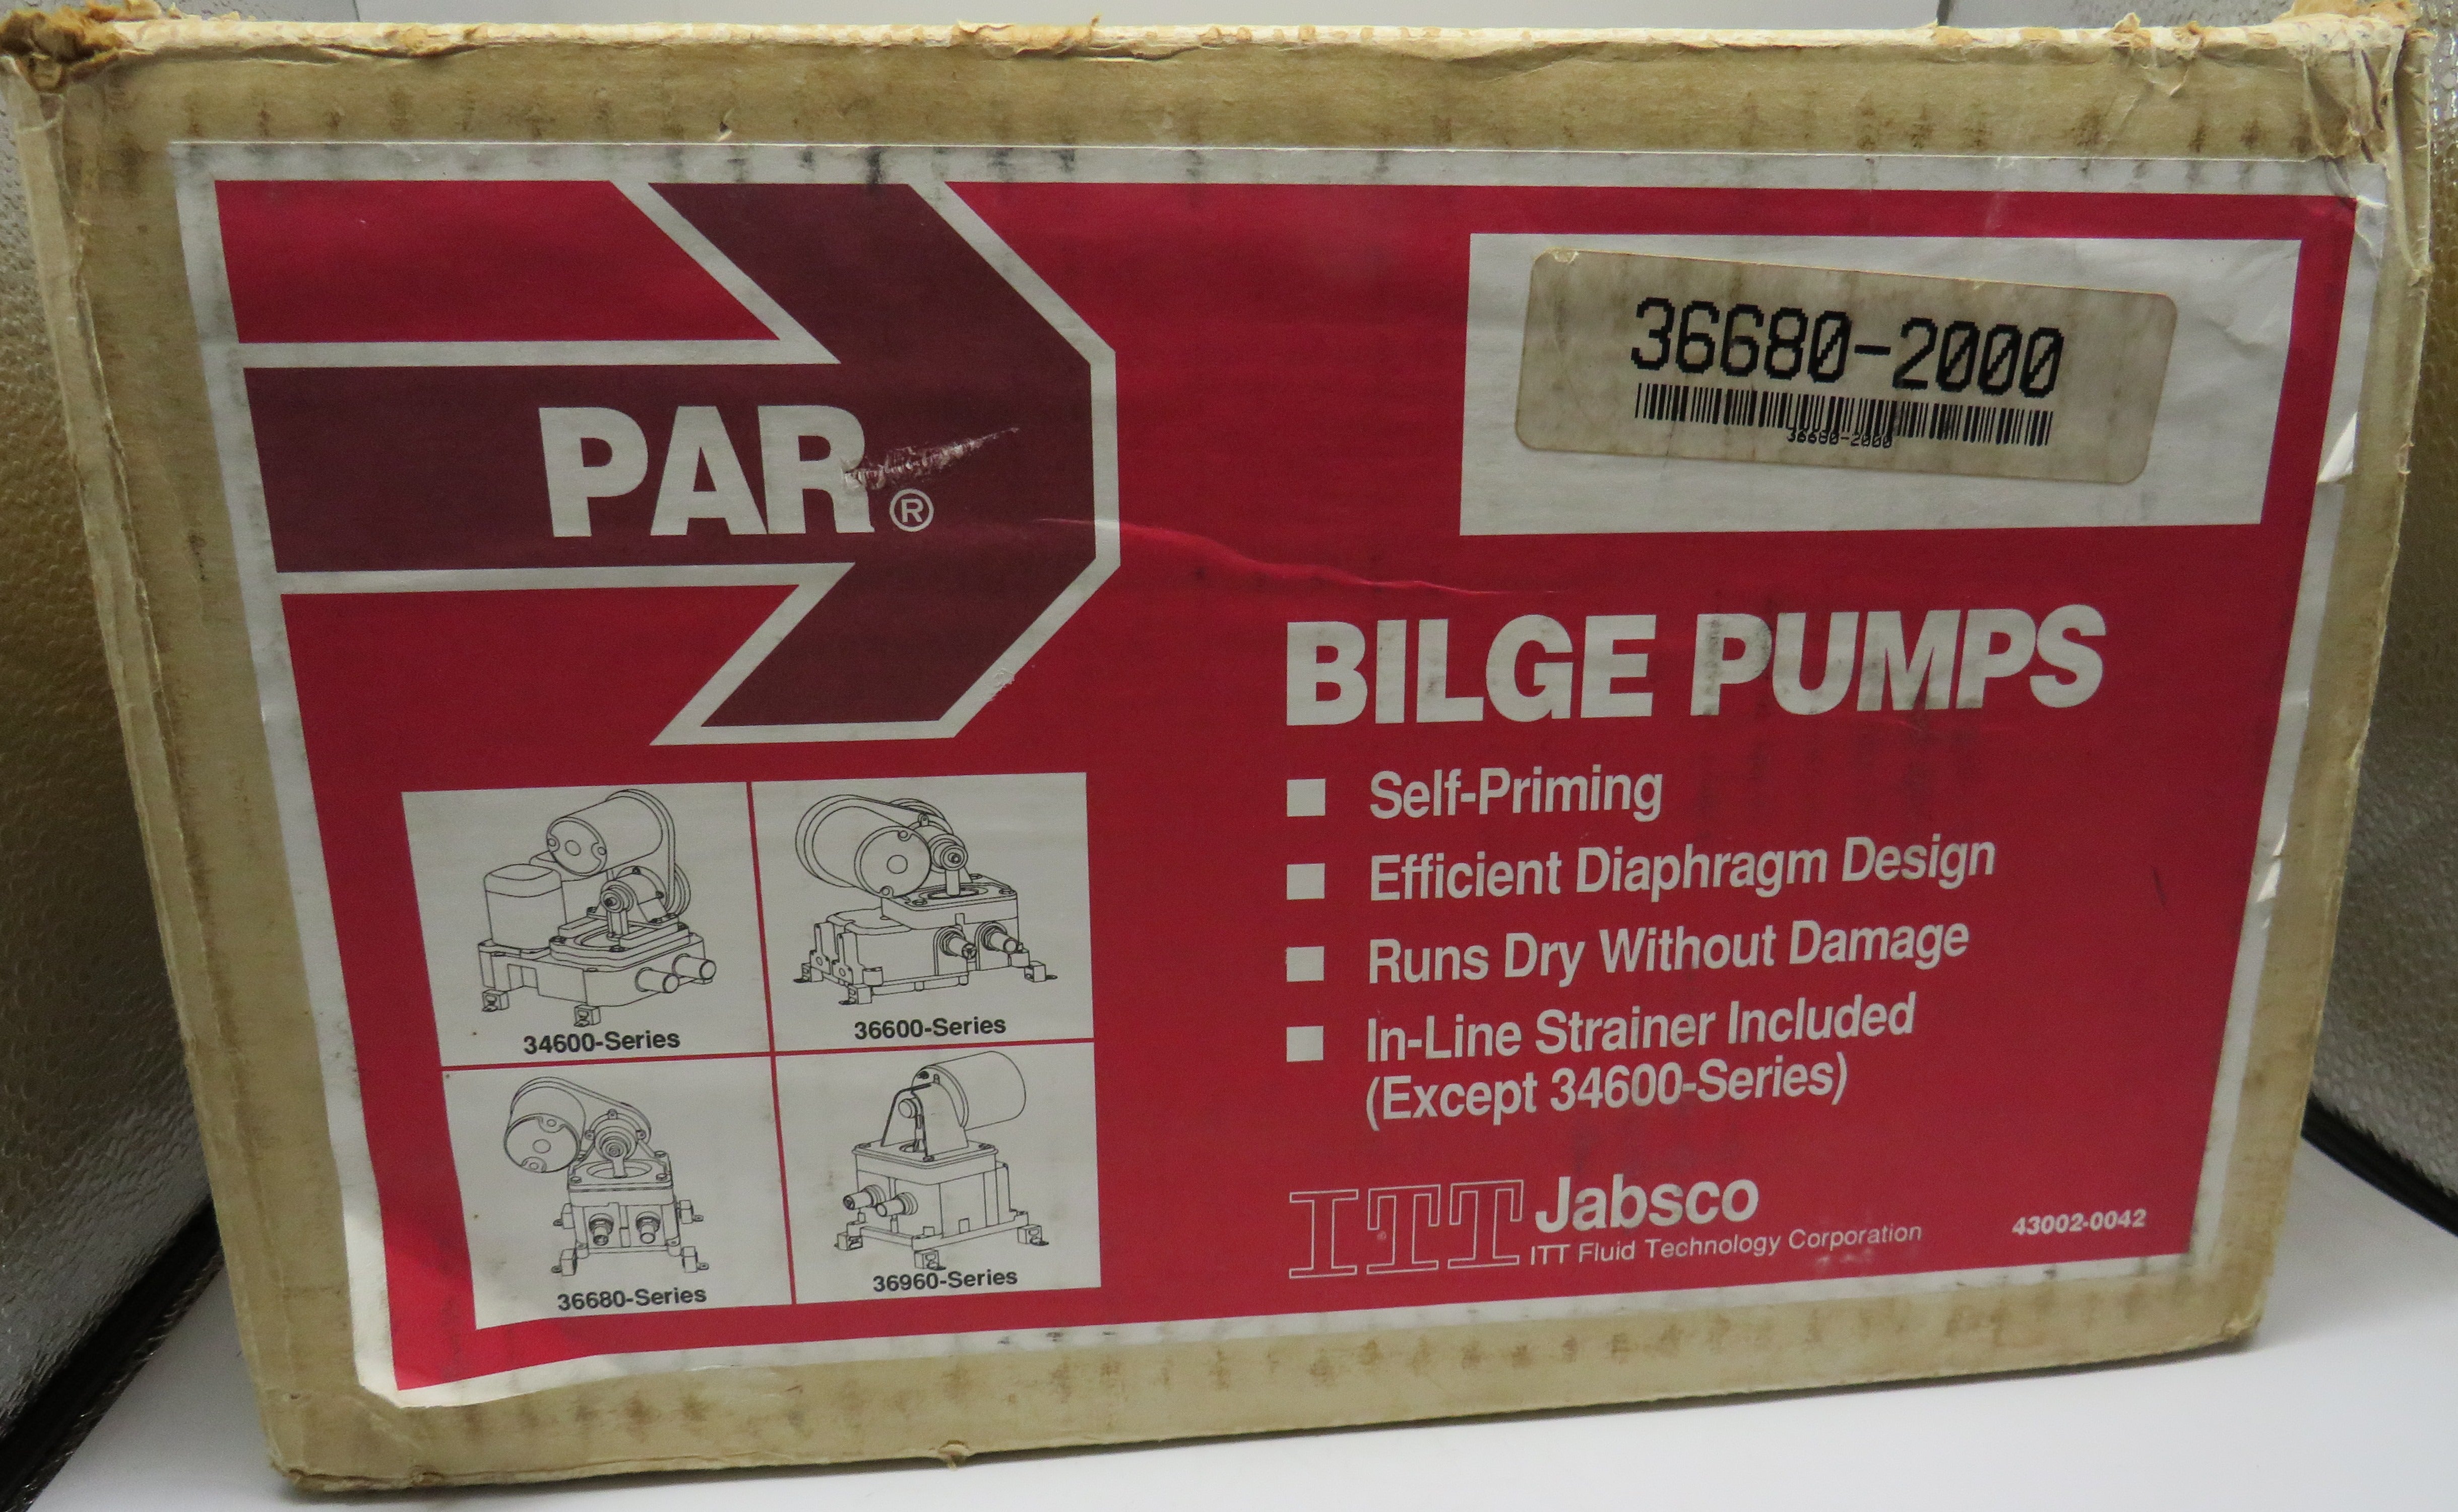 PAR®
36680-2000
36680-2000
BILGE PUMPS
Self-Priming
Efficient Diaphragm Design
Runs Dry Without Damage
In-Line Strainer Included
(Except 34600-Series)
34600-Series
36600-Series
36680-Series
36960-Series
ITT Jabsco
ITT Fluid Technology Corporation
43002-0042